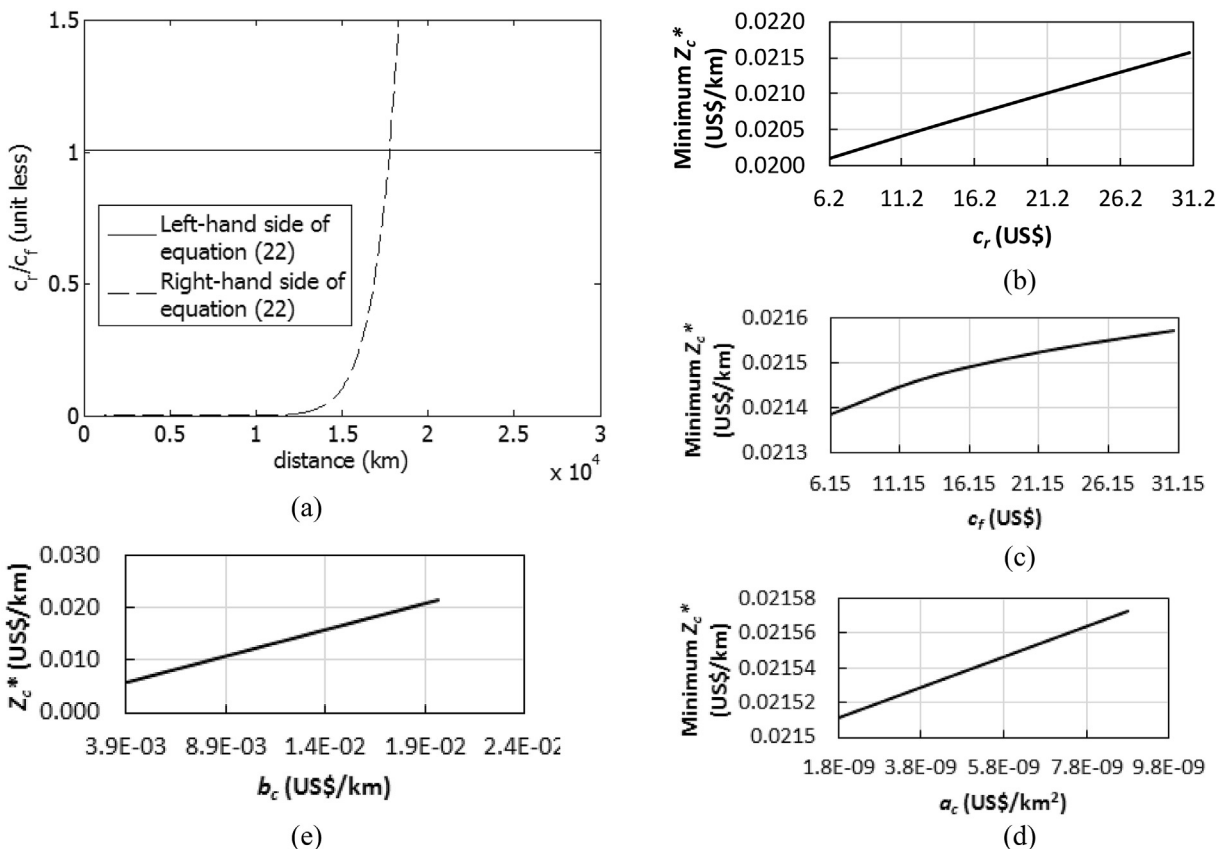 1.5
1
0.5
0
c_r/c_f (unit less)
Left-hand side of
equation (22)
Right-hand side of
equation (22)
0 0.5 1 1.5 2 2.5 3
distance (km)
x 10^4
(a)
0.0220
0.0215
0.0210
0.0205
0.0200
Minimum Z_c*
(US$/km)
6.2 11.2 16.2 21.2 26.2 31.2
c_r (US$)
(b)
0.0216
0.0215
0.0214
0.0213
Minimum Z_c*
(US$/km)
6.15 11.15 16.15 21.15 26.15 31.15
c_f (US$)
(c)
0.030
0.020
0.010
0.000
Z_c* (US$/km)
3.9E-03 8.9E-03 1.4E-02 1.9E-02 2.4E-02
b_c (US$/km)
(e)
0.02158
0.02156
0.02154
0.02152
0.0215
Minimum Z_c*
(US$/km)
1.8E-09 3.8E-09 5.8E-09 7.8E-09 9.8E-09
a_c (US$/km²)
(d)